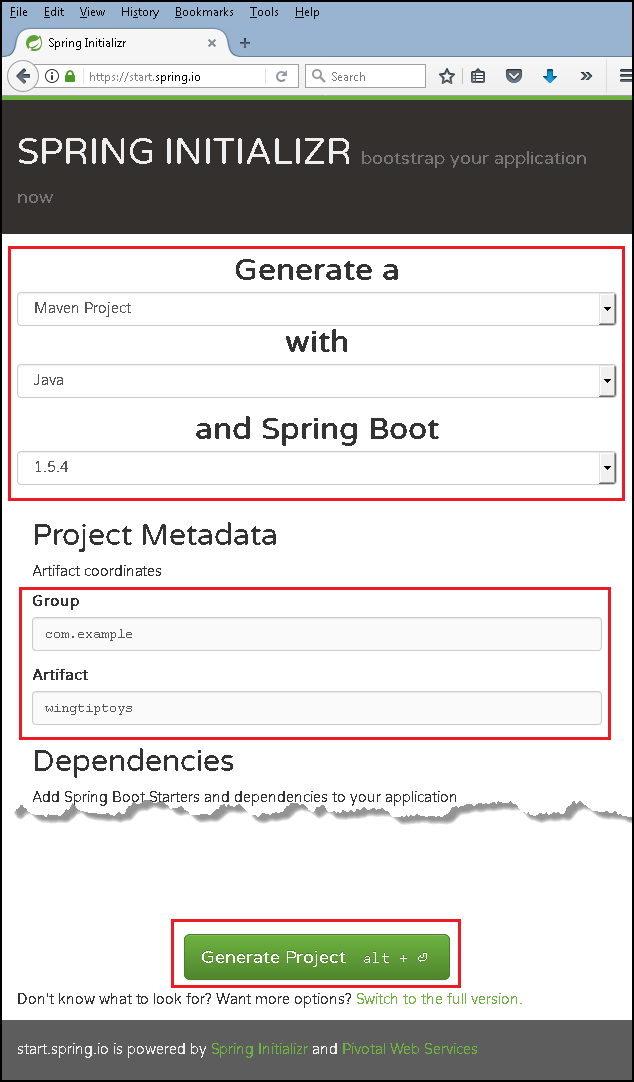 File Edit View History Bookmarks Tools Help
Spring Initializr
https://start.spring.io Search
SPRING INITIALIZR bootstrap your application
now
Generate a
Maven Project
with
Java
and Spring Boot
1.5.4
Project Metadata
Artifact coordinates
Group
com.example
Artifact
wingtiptoys
Dependencies
Add Spring Boot Starters and dependencies to your application
Generate Project alt + ⏎
Don't know what to look for? Want more options? Switch to the full version.
start.spring.io is powered by Spring Initializr and Pivotal Web Services